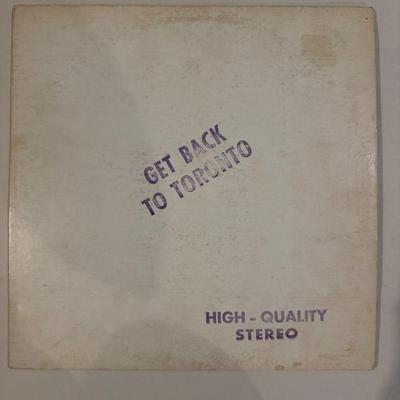 GET BACK
TO TORONTO
HIGH - QUALITY
STEREO